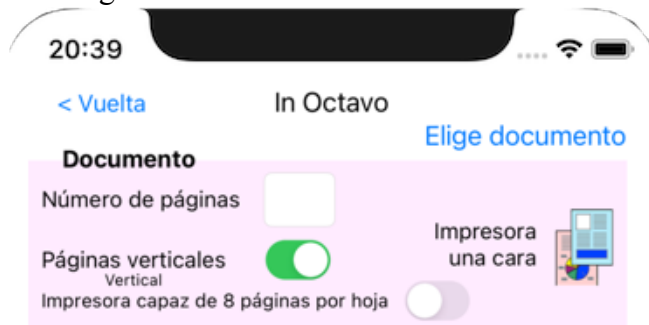 20:39
< Vuelta
In Octavo
Elige documento
Documento
Número de páginas
Impresora
una cara
Páginas verticales
Vertical
Impresora capaz de 8 páginas por hoja